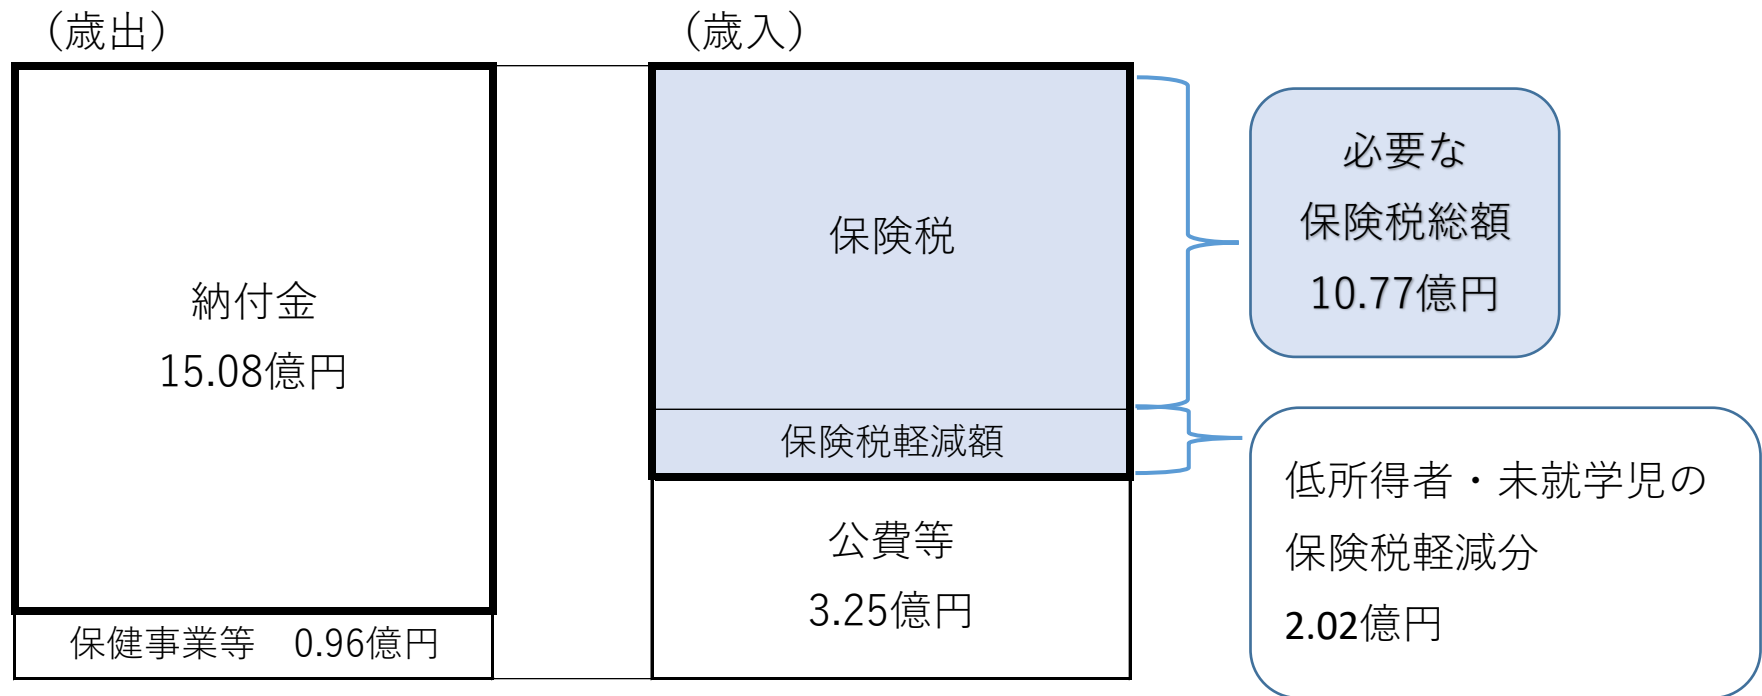 （歳出）
納付金
15.08億円
保健事業等　0.96億円
（歳入）
保険税
保険税軽減額
公費等
3.25億円
必要な
保険税総額
10.77億円
低所得者・未就学児の
保険税軽減分
2.02億円